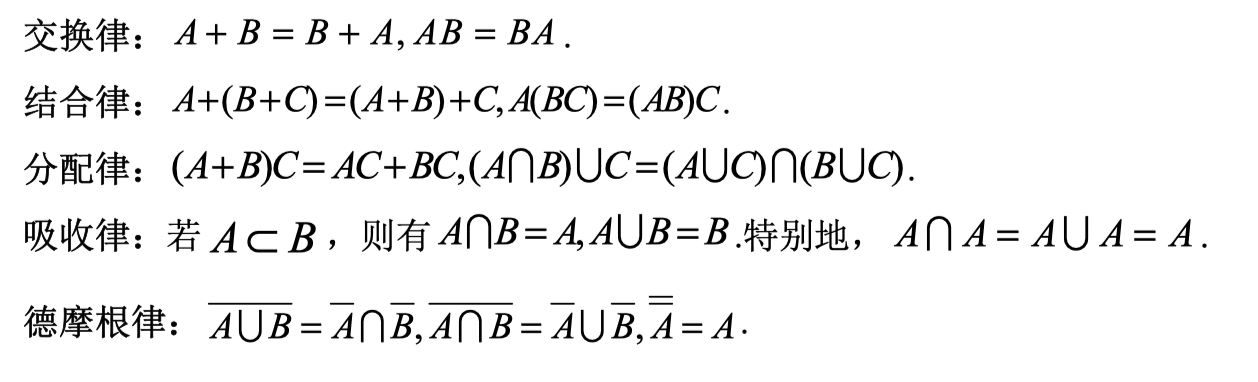 交换律：A + B = B + A, AB = BA.
结合律：A+(B+C)=(A+B)+C, A(BC)=(AB)C.
分配律：(A+B)C=AC+BC,(A⋂B)⋃C=(A⋃C)⋂(B⋃C).
吸收律：若 A ⊂ B，则有 A⋂B=A, A⋃B=B.特别地，A⋂A=A⋃A=A.
德摩根律：$\overline{A⋃B}=\overline{A}⋂\overline{B},\overline{A⋂B}=\overline{A}⋃\overline{B},\overline{\overline{A}}=A$.